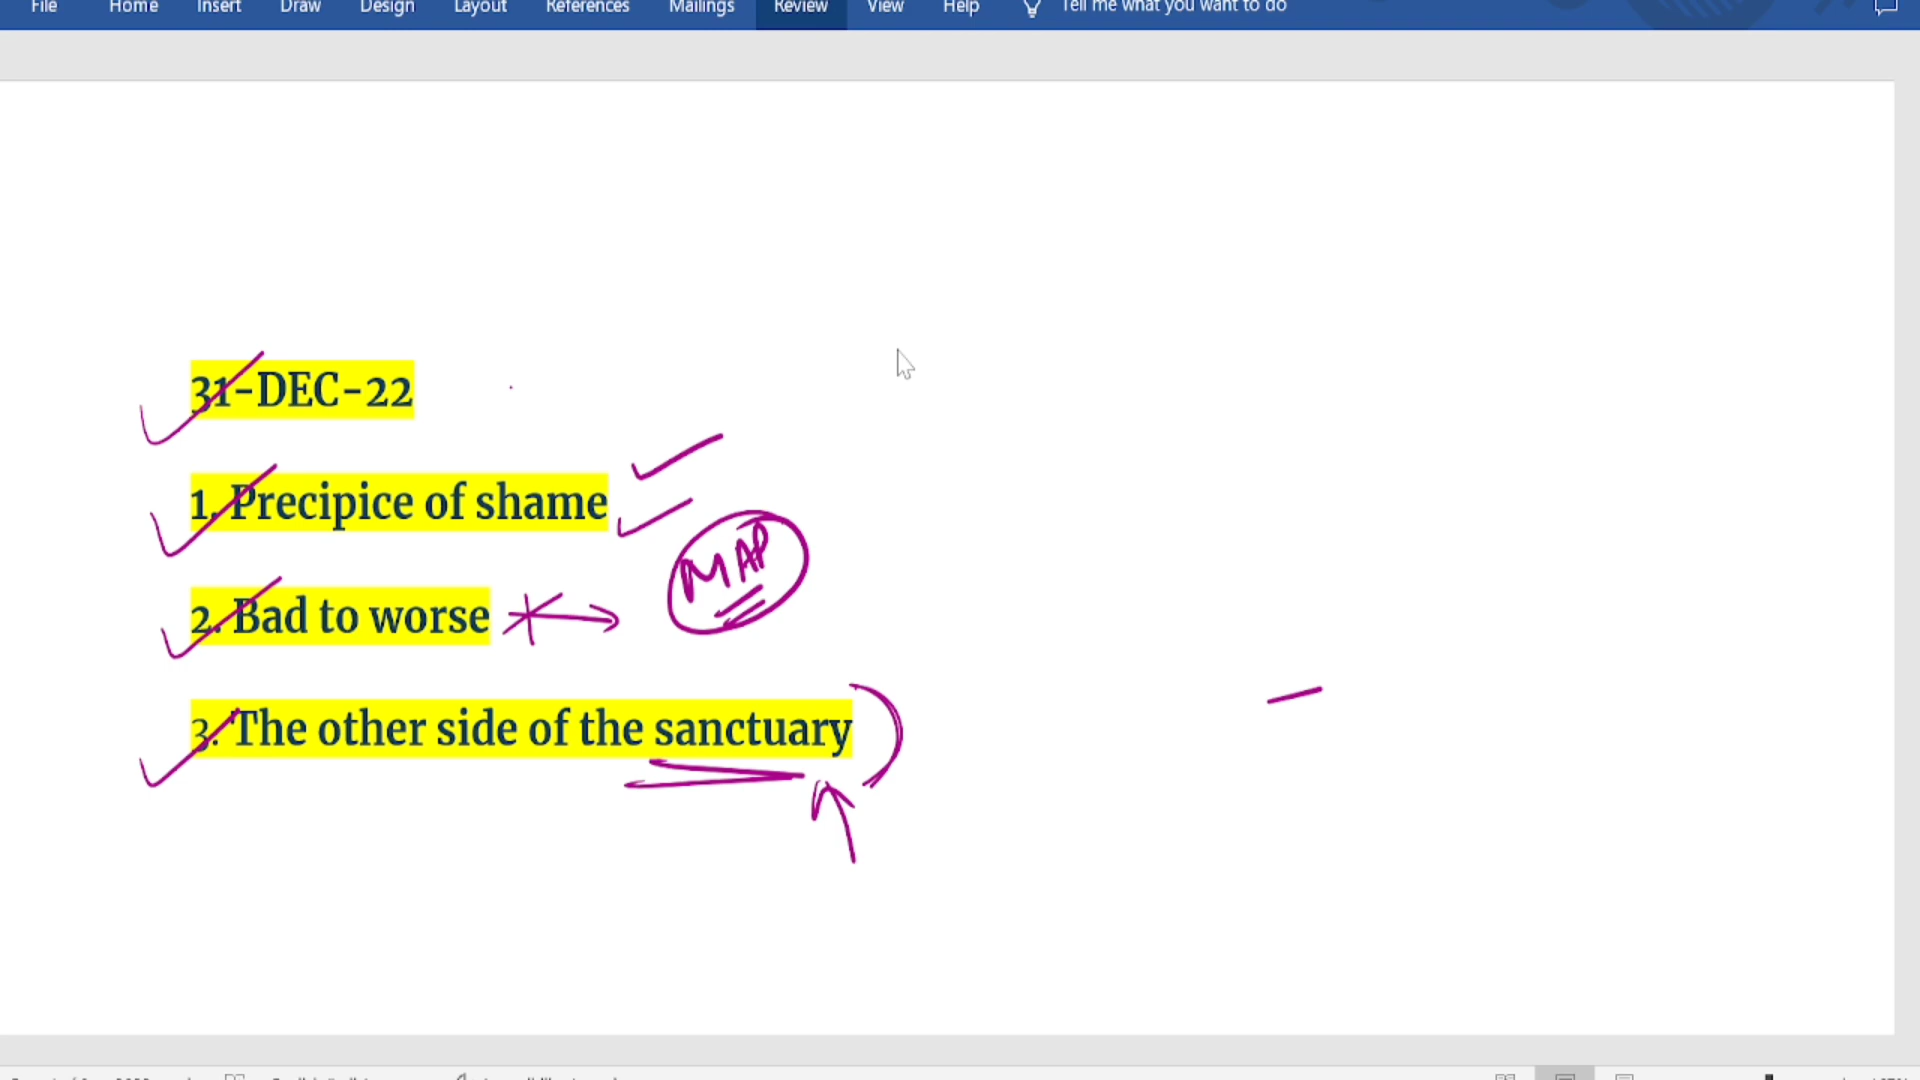 File Home Insert Draw Design Layout References Mailings Review View Help Tell me what you want to do
31-DEC-22
1. Precipice of shame
MAP
2. Bad to worse
3. The other side of the sanctuary